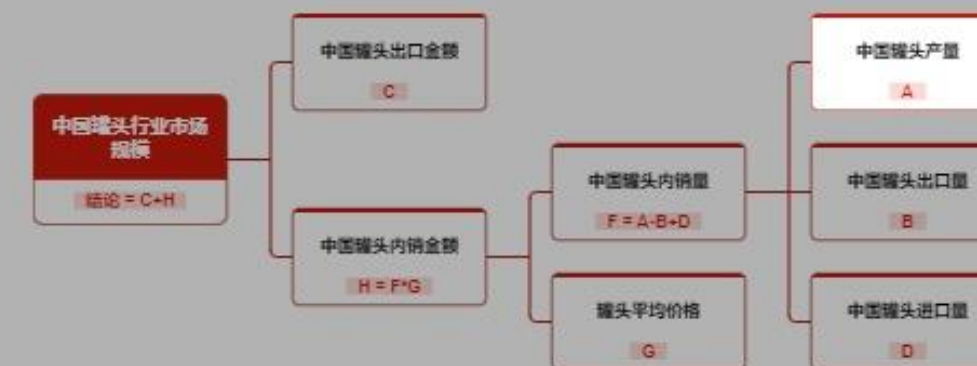 中国罐头出口金额
C
中国罐头产量
A
中国罐头行业市场
规模
结论 = C+H
中国罐头内销量
F = A-B+D
中国罐头出口量
B
中国罐头内销金额
H = F*G
罐头平均价格
G
中国罐头进口量
D